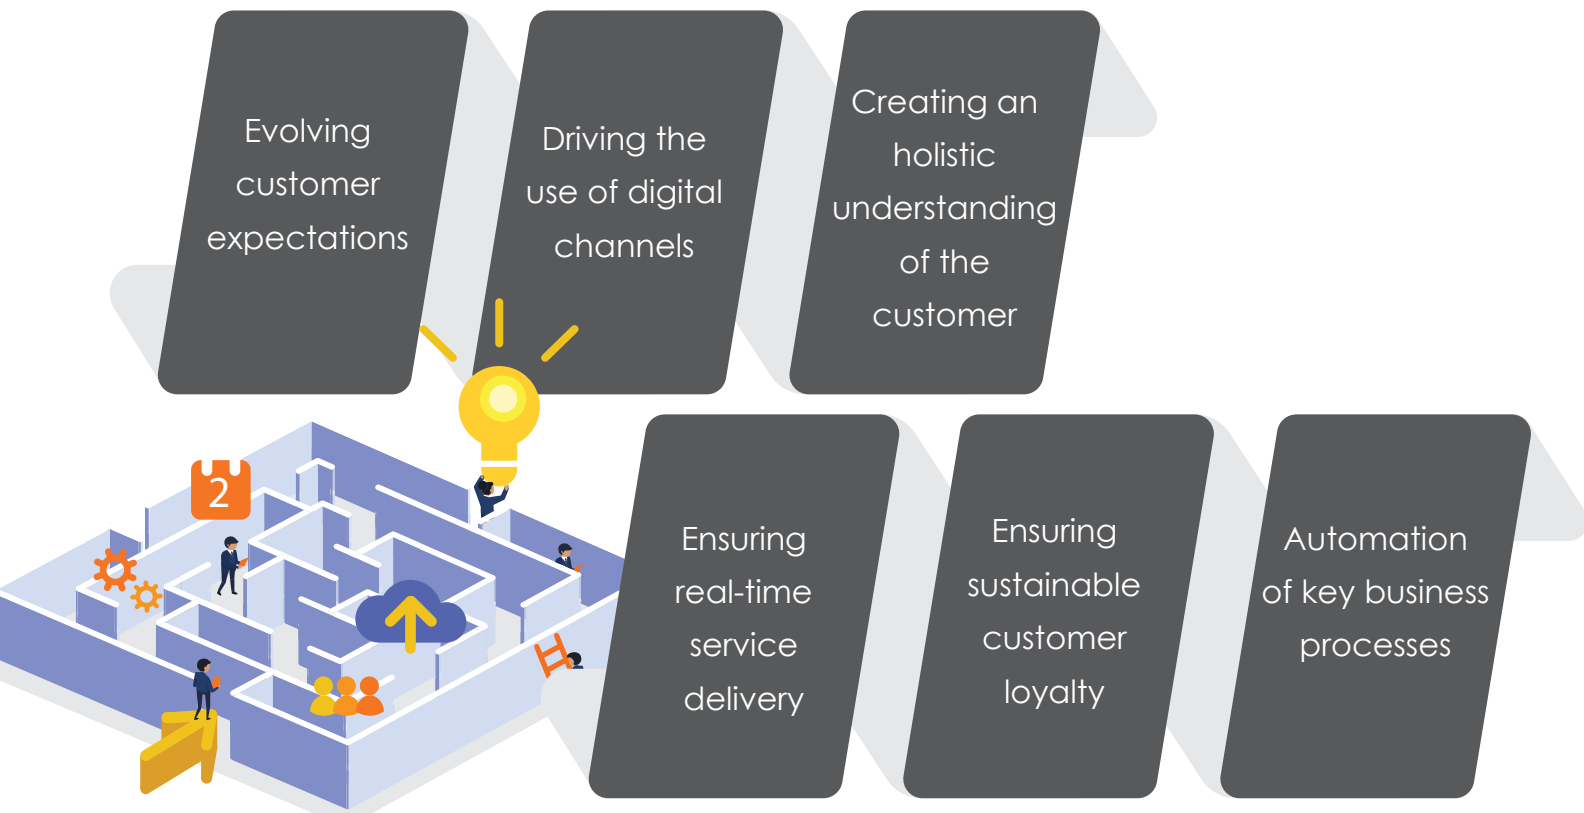 Evolving
customer
expectations
Driving the
use of digital
channels
Creating an
holistic
understanding
of the
customer
2
Ensuring
real-time
service
delivery
Ensuring
sustainable
customer
loyalty
Automation
of key business
processes